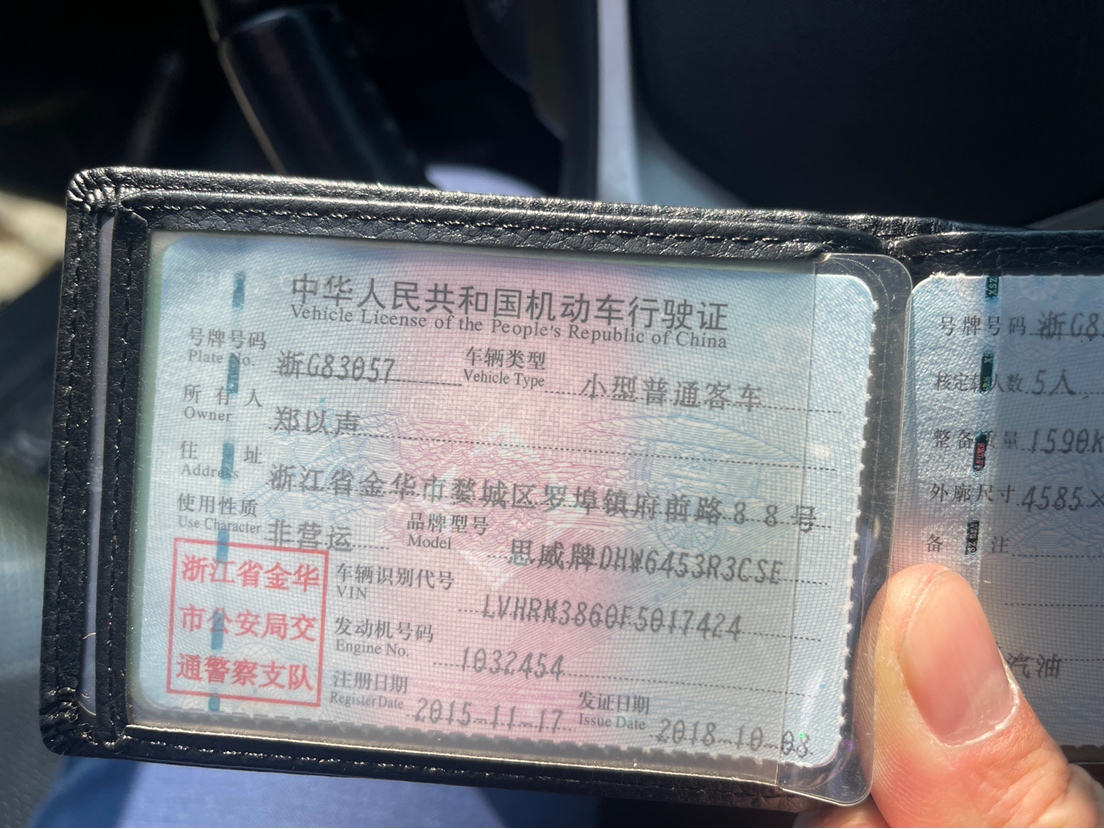 中华人民共和国机动车行驶证
Vehicle License of the People's Republic of China
号牌号码 浙G83057 车辆类型 小型普通客车
Plate No. Vehicle Type
所有人 郑以声
Owner
住址 浙江省金华市婺城区罗埠镇府前路88号
Address
使用性质 非营运 品牌型号 思威牌DHW6453R3CSE
Use Character Model
浙江省金华
市公安局交
通警察支队
车辆识别代号 LVHRM3860F5017424
VIN
发动机号码 1032454
Engine No.
注册日期 2015-11-17 发证日期 2018-10-08
Register Date Issue Date
号牌号码 浙G8
核定载人数 5人
整备质量 1590K
外廓尺寸 4585×
备注
汽油